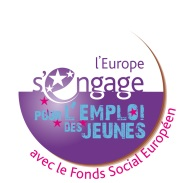 l'Europe
s'engage
POUR L'EMPLOI
DES JEUNES
avec le Fonds Social Européen